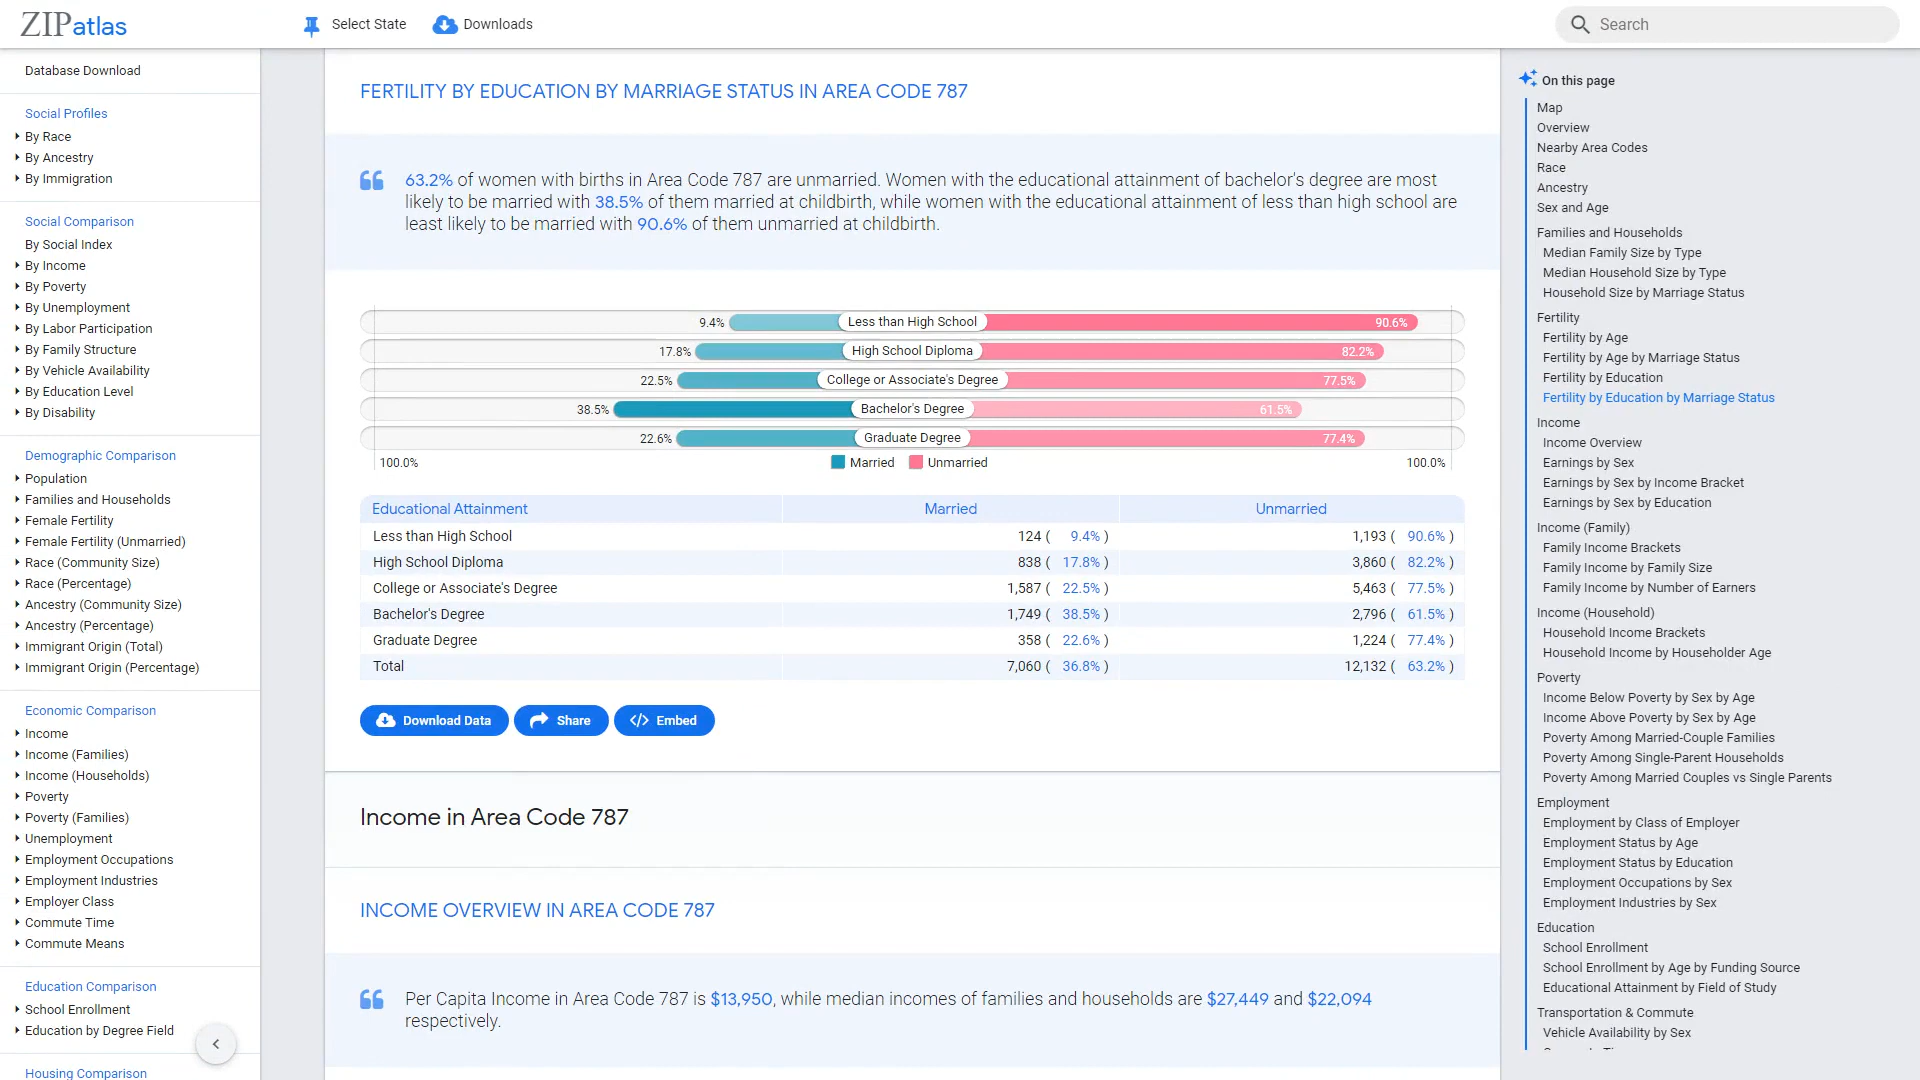 ZIPatlas
Select State
Downloads
Search
Database Download
Social Profiles
By Race
By Ancestry
By Immigration
Social Comparison
By Social Index
By Income
By Poverty
By Unemployment
By Labor Participation
By Family Structure
By Vehicle Availability
By Education Level
By Disability
Demographic Comparison
Population
Families and Households
Female Fertility
Female Fertility (Unmarried)
Race (Community Size)
Race (Percentage)
Ancestry (Community Size)
Ancestry (Percentage)
Immigrant Origin (Total)
Immigrant Origin (Percentage)
Economic Comparison
Income
Income (Families)
Income (Households)
Poverty
Poverty (Families)
Unemployment
Employment Occupations
Employment Industries
Employer Class
Commute Time
Commute Means
Education Comparison
School Enrollment
Education by Degree Field
Housing Comparison
FERTILITY BY EDUCATION BY MARRIAGE STATUS IN AREA CODE 787
63.2% of women with births in Area Code 787 are unmarried. Women with the educational attainment of bachelor's degree are most
likely to be married with 38.5% of them married at childbirth, while women with the educational attainment of less than high school are
least likely to be married with 90.6% of them unmarried at childbirth.
9.4% Less than High School 90.6%
17.8% High School Diploma 82.2%
22.5% College or Associate's Degree 77.5%
38.5% Bachelor's Degree 61.5%
22.6% Graduate Degree 77.4%
100.0% Married Unmarried 100.0%
Educational Attainment Married Unmarried
Less than High School 124 ( 9.4% ) 1,193 ( 90.6% )
High School Diploma 838 ( 17.8% ) 3,860 ( 82.2% )
College or Associate's Degree 1,587 ( 22.5% ) 5,463 ( 77.5% )
Bachelor's Degree 1,749 ( 38.5% ) 2,796 ( 61.5% )
Graduate Degree 358 ( 22.6% ) 1,224 ( 77.4% )
Total 7,060 ( 36.8% ) 12,132 ( 63.2% )
Download Data Share Embed
Income in Area Code 787
INCOME OVERVIEW IN AREA CODE 787
Per Capita Income in Area Code 787 is $13,950, while median incomes of families and households are $27,449 and $22,094
respectively.
On this page
Map
Overview
Nearby Area Codes
Race
Ancestry
Sex and Age
Families and Households
Median Family Size by Type
Median Household Size by Type
Household Size by Marriage Status
Fertility
Fertility by Age
Fertility by Age by Marriage Status
Fertility by Education
Fertility by Education by Marriage Status
Income
Income Overview
Earnings by Sex
Earnings by Sex by Income Bracket
Earnings by Sex by Education
Income (Family)
Family Income Brackets
Family Income by Family Size
Family Income by Number of Earners
Income (Household)
Household Income Brackets
Household Income by Householder Age
Poverty
Income Below Poverty by Sex by Age
Income Above Poverty by Sex by Age
Poverty Among Married-Couple Families
Poverty Among Single-Parent Households
Poverty Among Married Couples vs Single Parents
Employment
Employment by Class of Employer
Employment Status by Age
Employment Status by Education
Employment Occupations by Sex
Employment Industries by Sex
Education
School Enrollment
School Enrollment by Age by Funding Source
Educational Attainment by Field of Study
Transportation & Commute
Vehicle Availability by Sex